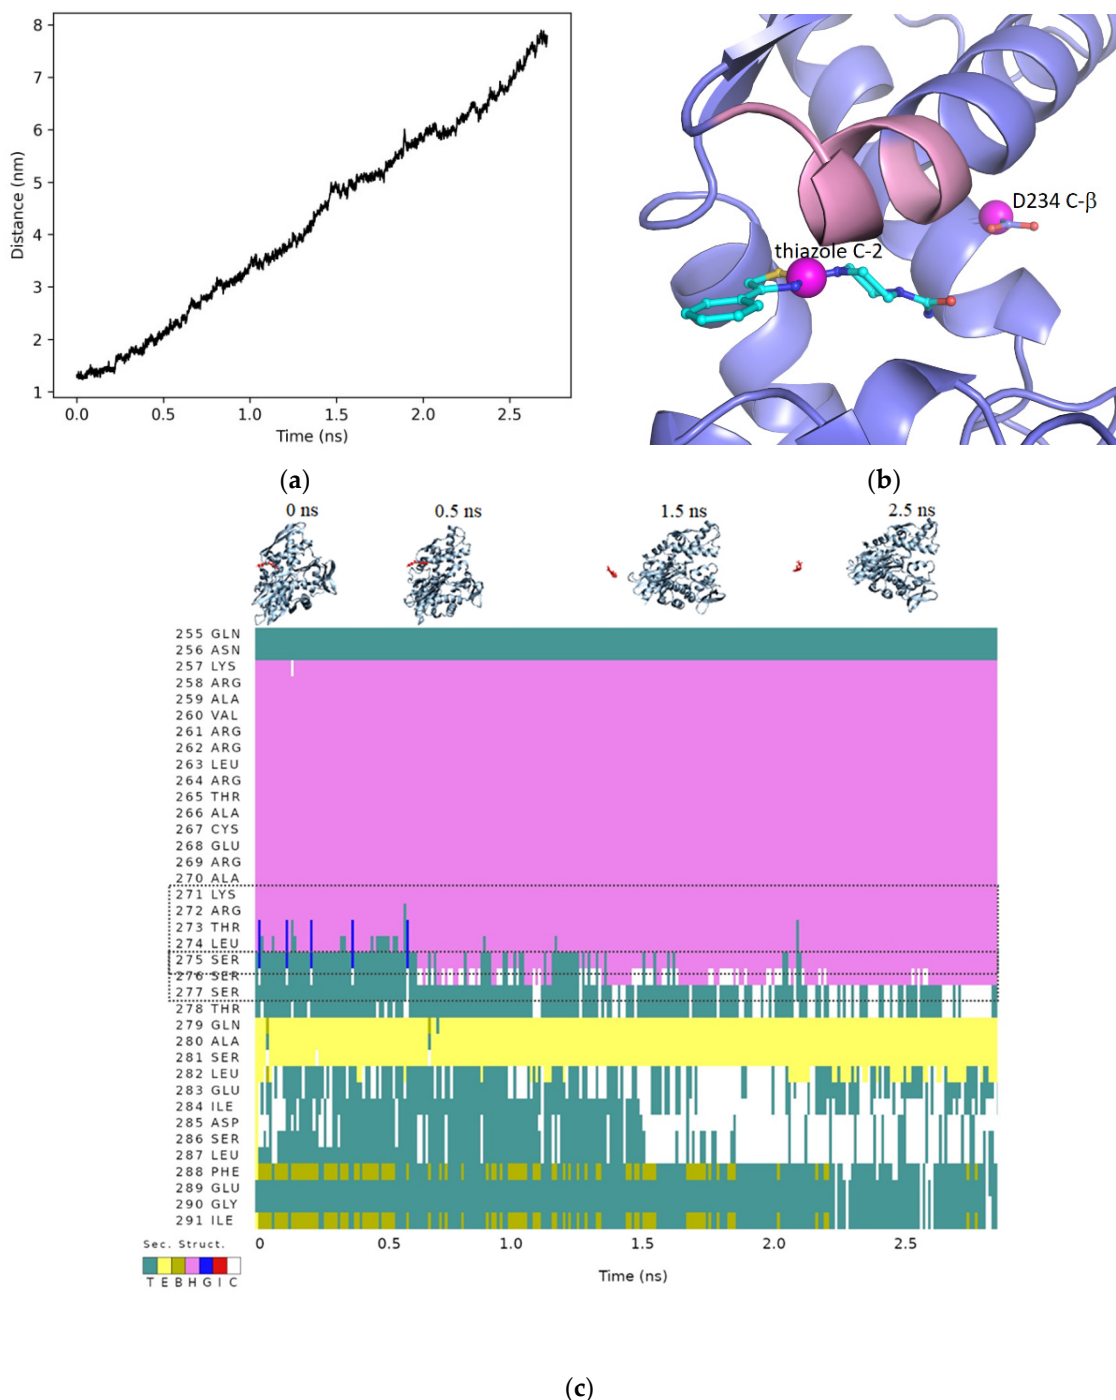 8
7
6
5
4
3
2
1
Distance (nm)
0.0 0.5 1.0 1.5 2.0 2.5
Time (ns)
D234 C-β
thiazole C-2
(a) (b)
0 ns 0.5 ns 1.5 ns 2.5 ns
255 GLN
256 ASN
257 LYS
258 ARG
259 ALA
260 VAL
261 ARG
262 ARG
263 LEU
264 ARG
265 THR
266 ALA
267 CYS
268 GLU
269 ARG
270 ALA
271 LYS
272 ARG
273 THR
274 LEU
275 SER
276 SER
277 SER
278 THR
279 GLN
280 ALA
281 SER
282 LEU
283 GLU
284 ILE
285 ASP
286 SER
287 LEU
288 PHE
289 GLU
290 GLY
291 ILE
0 0.5 1.0 1.5 2.0 2.5
Time (ns)
Sec. Struct.
T E B H G I C
(c)